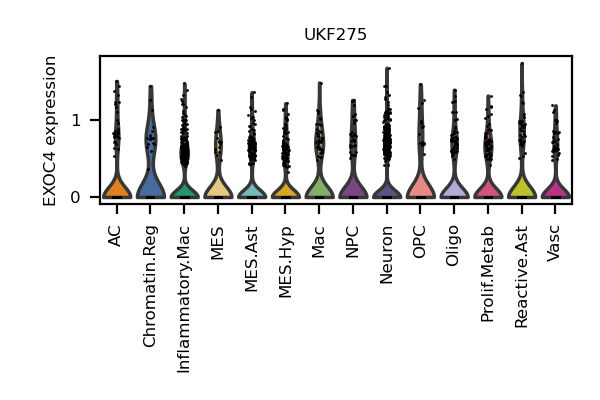 UKF275
EXOC4 expression
1
0
AC
Chromatin.Reg
Inflammatory.Mac
MES
MES.Ast
MES.Hyp
Mac
NPC
Neuron
OPC
Oligo
Prolif.Metab
Reactive.Ast
Vasc